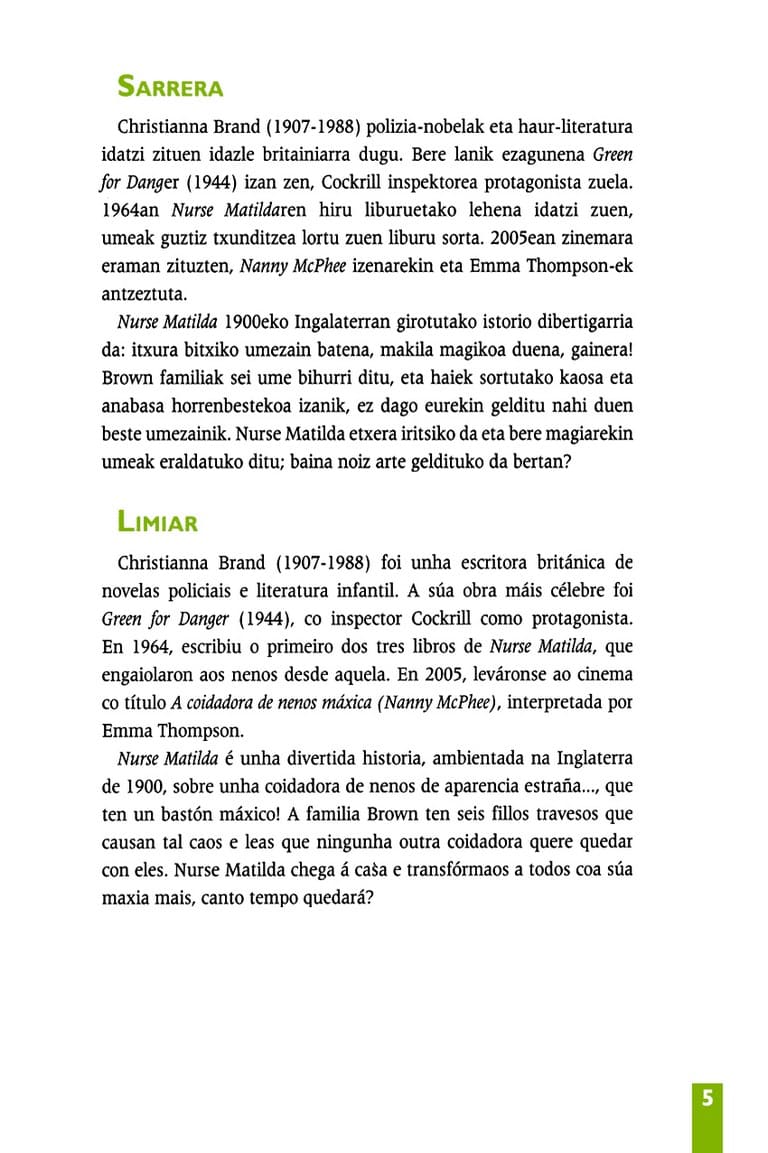 SARRERA
Christianna Brand (1907-1988) polizia-nobelak eta haur-literatura
idatzi zituen idazle britainiarra dugu. Bere lanik ezagunena Green
for Danger (1944) izan zen, Cockrill inspektorea protagonista zuela.
1964an Nurse Matildaren hiru liburuetako lehena idatzi zuen,
umeak guztiz txunditzea lortu zuen liburu sorta. 2005ean zinemara
eraman zituzten, Nanny McPhee izenarekin eta Emma Thompson-ek
antzeztuta.
Nurse Matilda 1900eko Ingalaterran girotutako istorio dibertigarria
da: itxura bitxiko umezain batena, makila magikoa duena, gainera!
Brown familiak sei ume bihurri ditu, eta haiek sortutako kaosa eta
anabasa horrenbestekoa izanik, ez dago eurekin gelditu nahi duen
beste umezainik. Nurse Matilda etxera iritsiko da eta bere magiarekin
umeak eraldatuko ditu; baina noiz arte geldituko da bertan?
LIMIAR
Christianna Brand (1907-1988) foi unha escritora británica de
novelas policiais e literatura infantil. A súa obra máis célebre foi
Green for Danger (1944), co inspector Cockrill como protagonista.
En 1964, escribiu o primeiro dos tres libros de Nurse Matilda, que
engaiolaron aos nenos desde aquela. En 2005, leváronse ao cinema
co título A coidadora de nenos máxica (Nanny McPhee), interpretada por
Emma Thompson.
Nurse Matilda é unha divertida historia, ambientada na Inglaterra
de 1900, sobre unha coidadora de nenos de aparencia estraña..., que
ten un bastón máxico! A familia Brown ten seis fillos travesos que
causan tal caos e leas que ningunha outra coidadora quere quedar
con eles. Nurse Matilda chega á casa e transfórmaos a todos coa súa
maxia mais, canto tempo quedará?
5